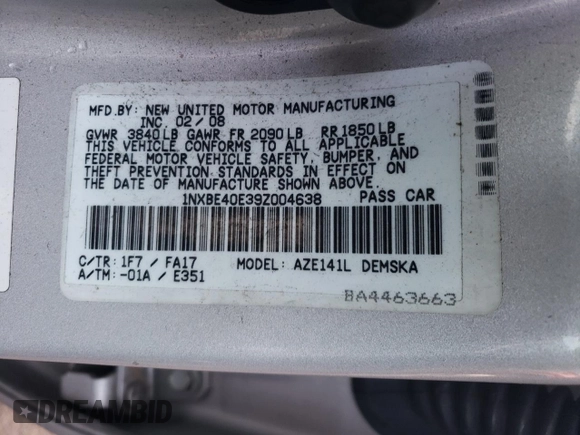 MFD.BY: NEW UNITED MOTOR MANUFACTURING
INC. 02/08
GVWR 3840LB GAWR FR 2090LB RR1850LB
THIS VEHICLE CONFORMS TO ALL APPLICABLE
FEDERAL MOTOR VEHICLE SAFETY, BUMPER, AND
THEFT PREVENTION STANDARDS IN EFFECT ON
THE DATE OF MANUFACTURE SHOWN ABOVE.
1NXBE40E39Z004638 PASS CAR
C/TR: 1F7 / FA17 MODEL: AZE141L DEMSKA
A/TM: -01A / E351
BA4463663
DREAMBID